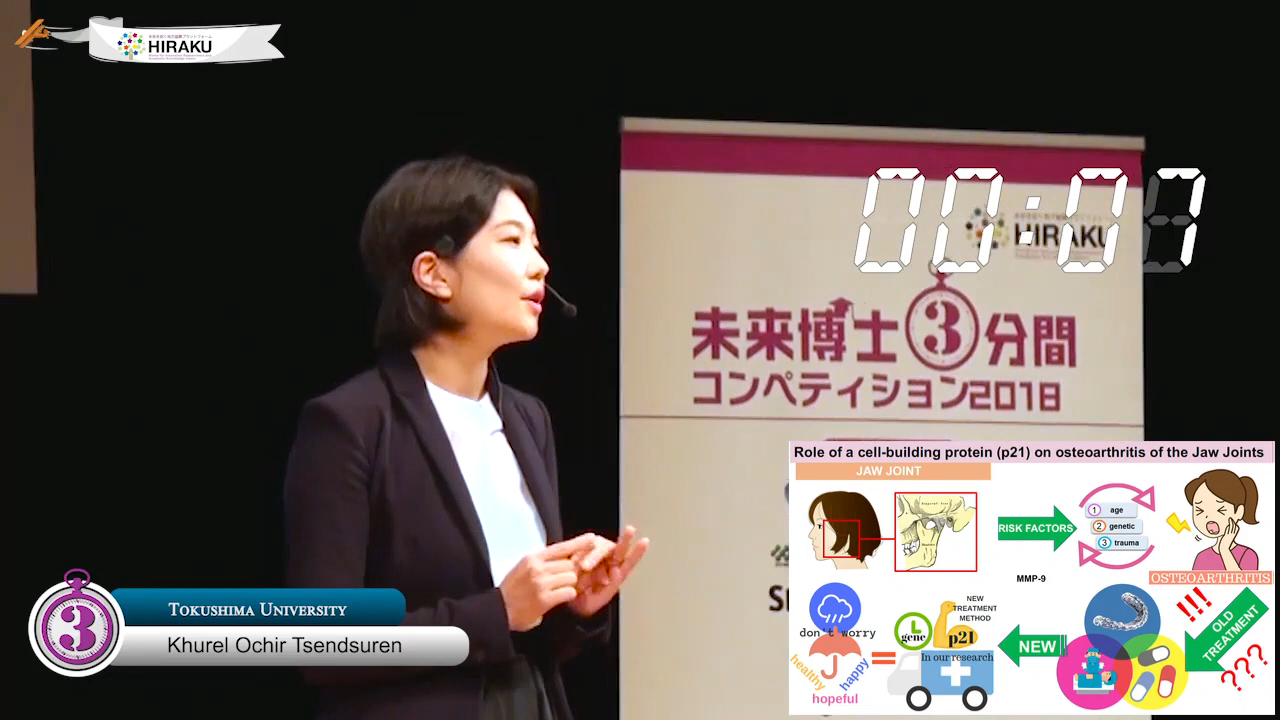 HIRAKU
00:07
HIRAKU
未来博士3分間
コンペティション2018
Role of a cell-building protein (p21) on osteoarthritis of the Jaw Joints
JAW JOINT
RISK FACTORS
1 age
2 genetic
3 trauma
OSTEOARTHRITIS
MMP-9
don't worry
healthy
happy
hopeful
gene
NEW
TREATMENT
METHOD
p21
In our research
NEW
!!!
OLD
TREATMENT
???
3
TOKUSHIMA UNIVERSITY
Khurel Ochir Tsendsuren